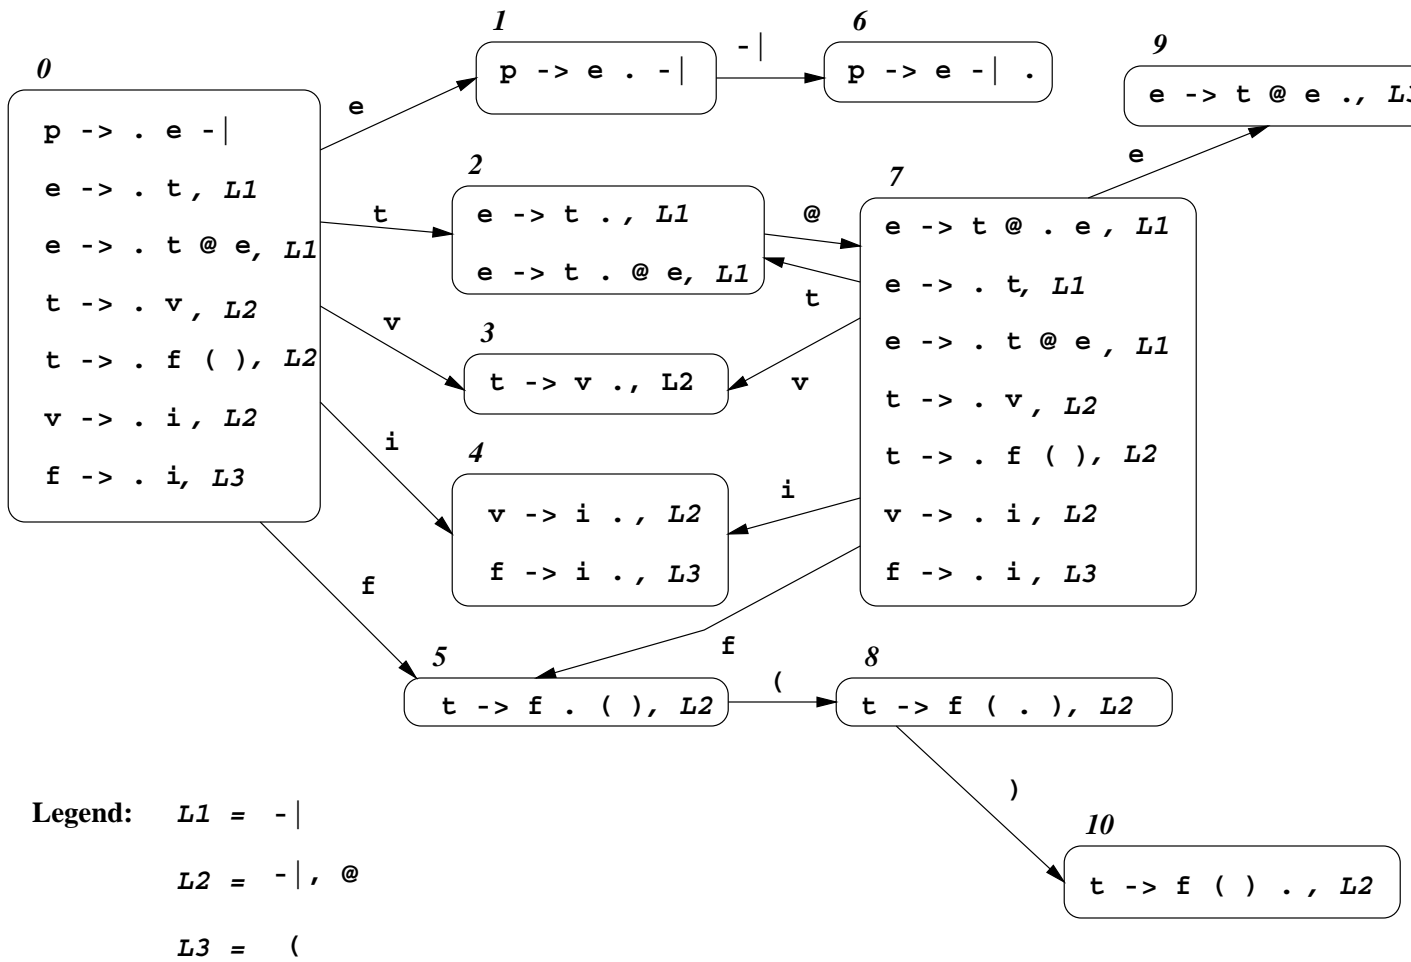 0
p -> . e -|
e -> . t , L1
e -> . t @ e, L1
t -> . v , L2
t -> . f ( ), L2
v -> . i , L2
f -> . i, L3
e
t
v
i
f
1
p -> e . -|
-|
6
p -> e -| .
9
e -> t @ e ., L3
e
2
e -> t ., L1
e -> t . @ e, L1
@
t
v
i
f
3
t -> v ., L2
4
v -> i ., L2
f -> i ., L3
7
e -> t @ . e , L1
e -> . t, L1
e -> . t @ e , L1
t -> . v , L2
t -> . f ( ), L2
v -> . i , L2
f -> . i , L3
5
t -> f . ( ), L2
(
8
t -> f ( . ), L2
)
10
t -> f ( ) ., L2
Legend: L1 = -|
L2 = -|, @
L3 = (